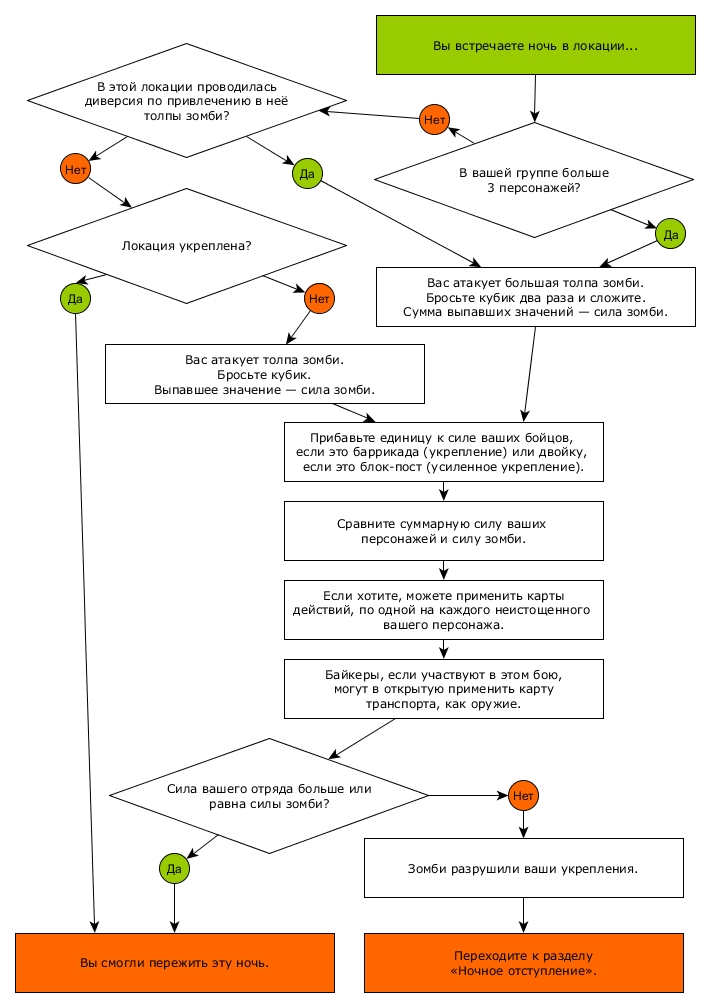 Вы встречаете ночь в локации...
В вашей группе больше
3 персонажей?
Нет
Да
В этой локации проводилась
диверсия по привлечению в неё
толпы зомби?
Нет
Да
Локация укреплена?
Да
Нет
Вас атакует большая толпа зомби.
Бросьте кубик два раза и сложите.
Сумма выпавших значений — сила зомби.
Вас атакует толпа зомби.
Бросьте кубик.
Выпавшее значение — сила зомби.
Прибавьте единицу к силе ваших бойцов,
если это баррикада (укрепление) или двойку,
если это блок-пост (усиленное укрепление).
Сравните суммарную силу ваших
персонажей и силу зомби.
Если хотите, можете применить карты
действий, по одной на каждого неистощенного
вашего персонажа.
Байкеры, если участвуют в этом бою,
могут в открытую применить карту
транспорта, как оружие.
Сила вашего отряда больше или
равна силы зомби?
Нет
Да
Зомби разрушили ваши укрепления.
Вы смогли пережить эту ночь.
Переходите к разделу
«Ночное отступление».